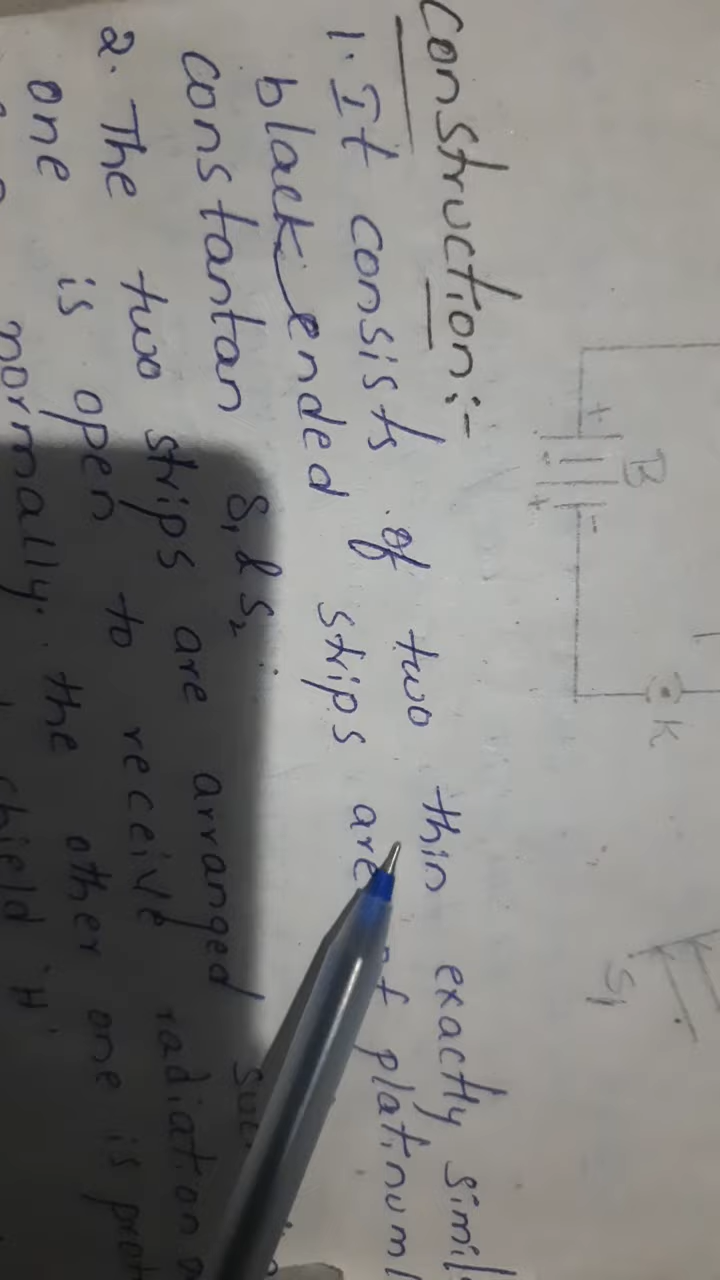 B
K
S1
Construction:-
1. It consists of two thin exactly
black ended strips are of platinum
constantan S1 & S2
2. The two strips are arranged
one is open to receive radiation
normally. the other one is
shield 'H'